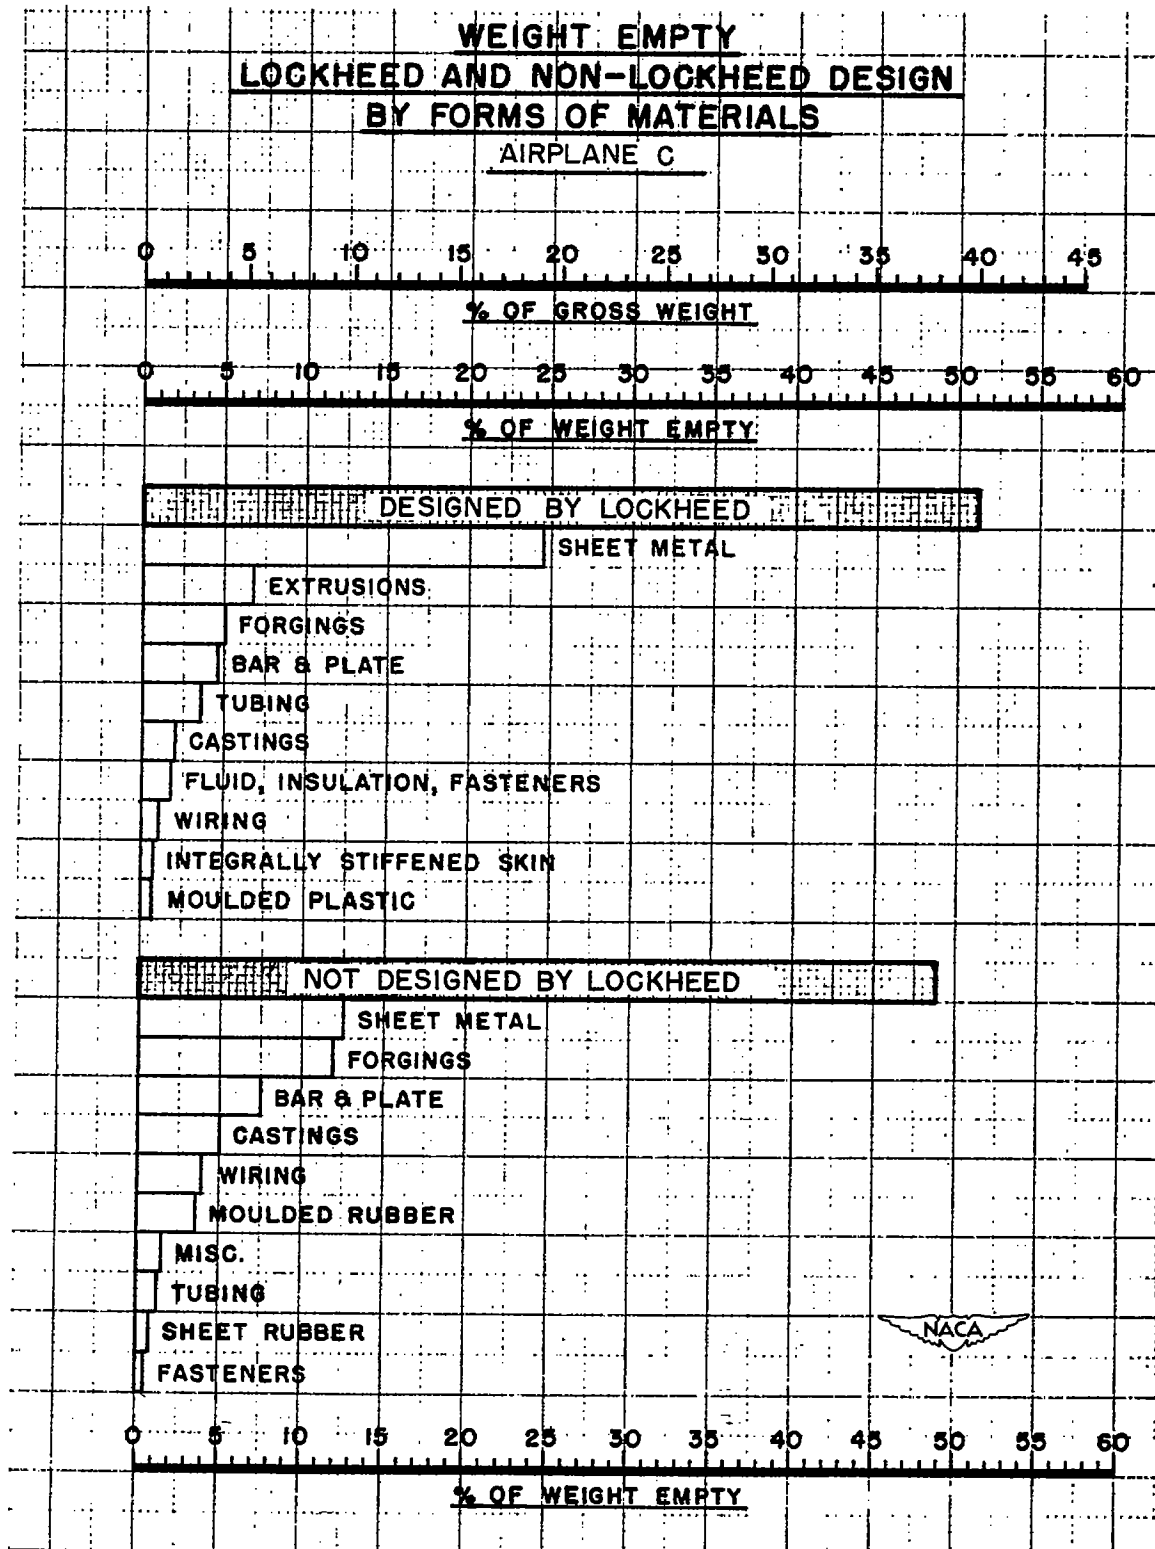 WEIGHT EMPTY
LOCKHEED AND NON-LOCKHEED DESIGN
BY FORMS OF MATERIALS
AIRPLANE C
0 5 10 15 20 25 30 35 40 45
% OF GROSS WEIGHT
0 5 10 15 20 25 30 35 40 45 50 55 60
% OF WEIGHT EMPTY
DESIGNED BY LOCKHEED
SHEET METAL
EXTRUSIONS
FORGINGS
BAR & PLATE
TUBING
CASTINGS
FLUID, INSULATION, FASTENERS
WIRING
INTEGRALLY STIFFENED SKIN
MOULDED PLASTIC
NOT DESIGNED BY LOCKHEED
SHEET METAL
FORGINGS
BAR & PLATE
CASTINGS
WIRING
MOULDED RUBBER
MISC.
TUBING
SHEET RUBBER
NACA
FASTENERS
0 5 10 15 20 25 30 35 40 45 50 55 60
% OF WEIGHT EMPTY